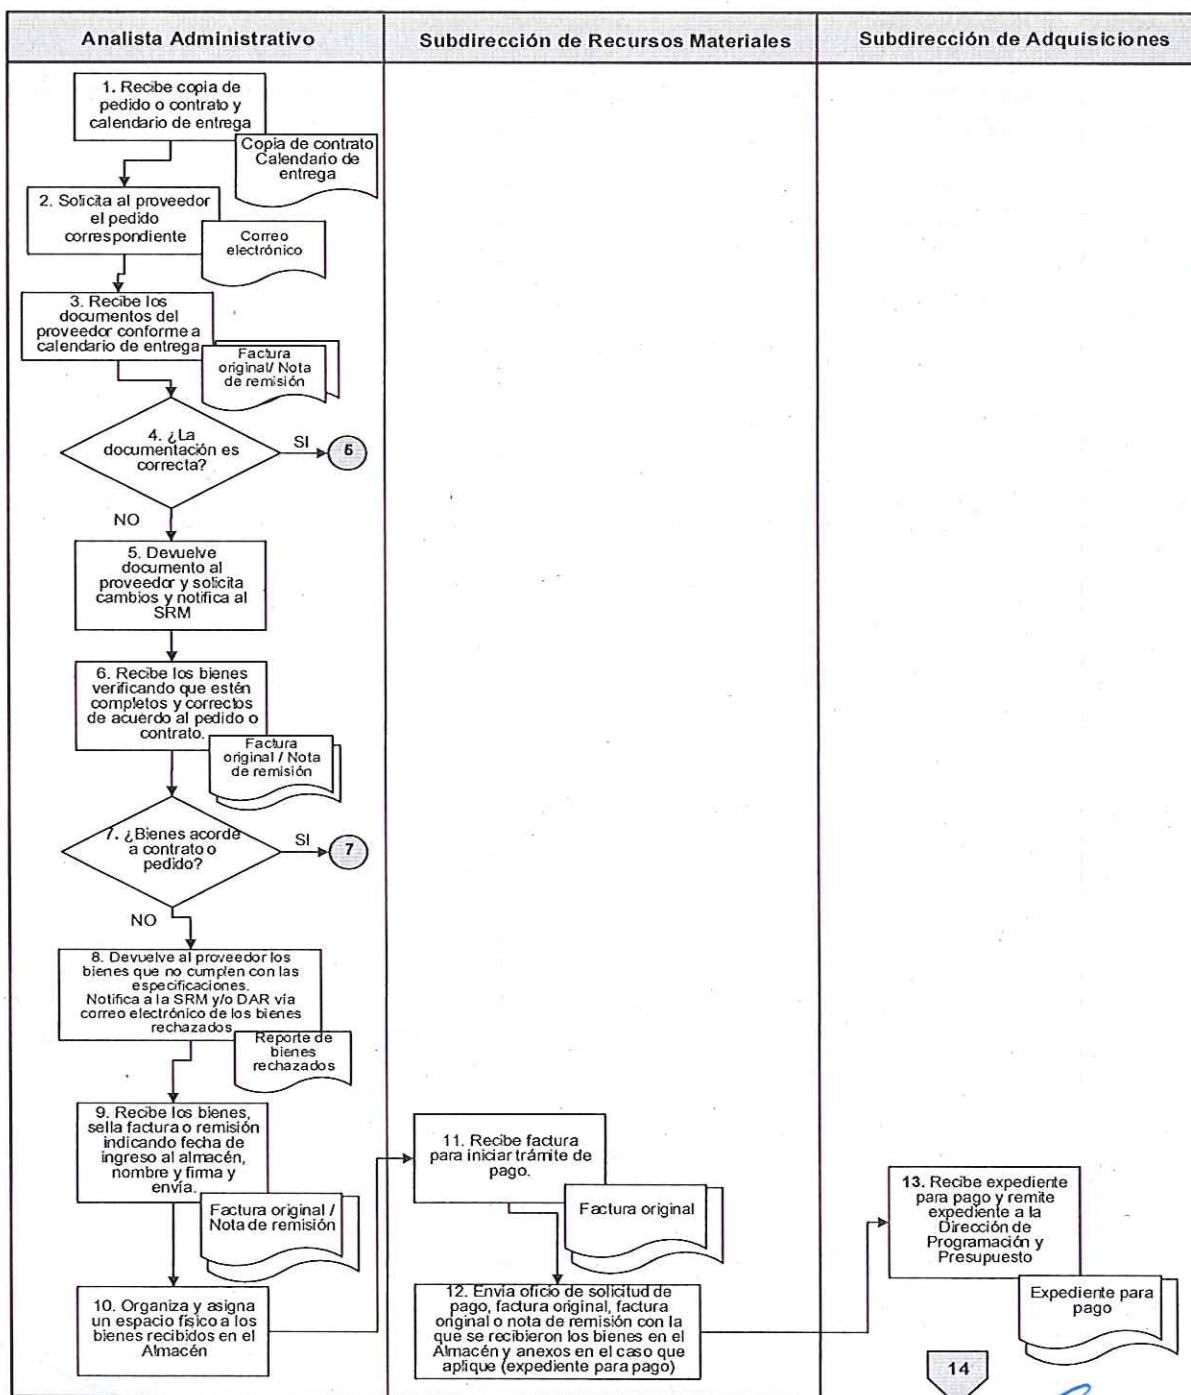 Analista Administrativo
Subdirección de Recursos Materiales
Subdirección de Adquisiciones
1. Recibe copia de
pedido o contrato y
calendario de entrega
Copia de contrato
Calendario de
entrega
2. Solicita al proveedor
el pedido
correspondiente
Correo
electrónico
3. Recibe los
documentos del
proveedor conforme a
calendario de entrega
Factura
original/ Nota
de remisión
4. ¿La
documentación es
correcta?
SI
6
NO
5. Devuelve
documento al
proveedor y solicita
cambios y notifica al
SRM
6. Recibe los bienes
verificando que estén
completos y correctos
de acuerdo al pedido o
contrato.
Factura
original / Nota
de remisión
7. ¿Bienes acorde
a contrato o
pedido?
SI
7
NO
8. Devuelve al proveedor los
bienes que no cumplen con las
especificaciones.
Notifica a la SRM y/o DAR vía
correo electrónico de los bienes
rechazados
Reporte de
bienes
rechazados
9. Recibe los bienes,
sella factura o remisión
indicando fecha de
ingreso al almacén,
nombre y firma y
envía.
Factura original /
Nota de remisión
10. Organiza y asigna
un espacio físico a los
bienes recibidos en el
Almacén
11. Recibe factura
para iniciar trámite de
pago.
Factura original
12. Envía oficio de solicitud de
pago, factura original, factura
original o nota de remisión con la
que se recibieron los bienes en el
Almacén y anexos en el caso que
aplique (expediente para pago)
13. Recibe expediente
para pago y remite
expediente a la
Dirección de
Programación y
Presupuesto
Expediente para
pago
14